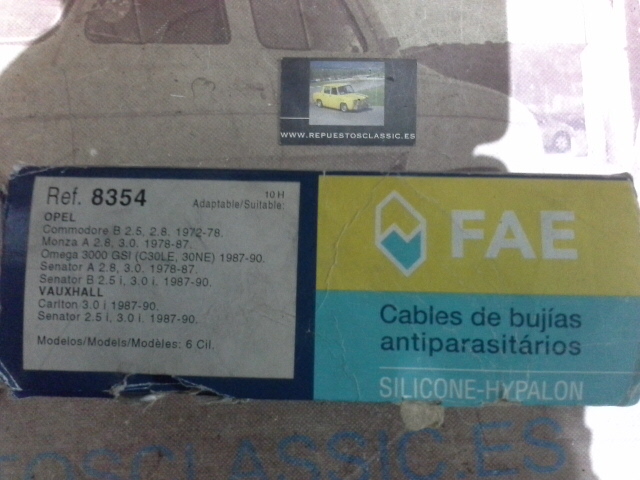 WWW.REPUESTOSCLASSIC.ES
Ref. 8354
10 H
Adaptable/Suitable:
OPEL
Commodore B 2.5, 2.8. 1972-78.
Monza A 2.8, 3.0. 1978-87.
Omega 3000 GSI (C30LE, 30NE) 1987-90.
Senator A 2.8, 3.0. 1978-87.
Senator B 2.5 i, 3.0 i. 1987-90.
VAUXHALL
Carlton 3.0 i 1987-90.
Senator 2.5 i, 3.0 i. 1987-90.
Modelos/Models/Modèles: 6 Cil.
FAE
Cables de bujías
antiparasitários
SILICONE-HYPALON
TOSCLASSIC.ES